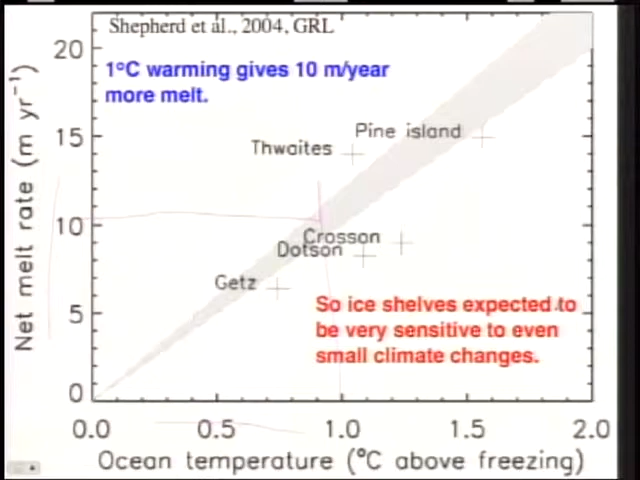 Shepherd et al., 2004, GRL
1°C warming gives 10 m/year
more melt.
20
15
10
5
0
Net melt rate (m yr⁻¹)
Pine island
Thwaites
Crosson
Dotson
Getz
So ice shelves expected to
be very sensitive to even
small climate changes.
0.0 0.5 1.0 1.5 2.0
Ocean temperature (°C above freezing)